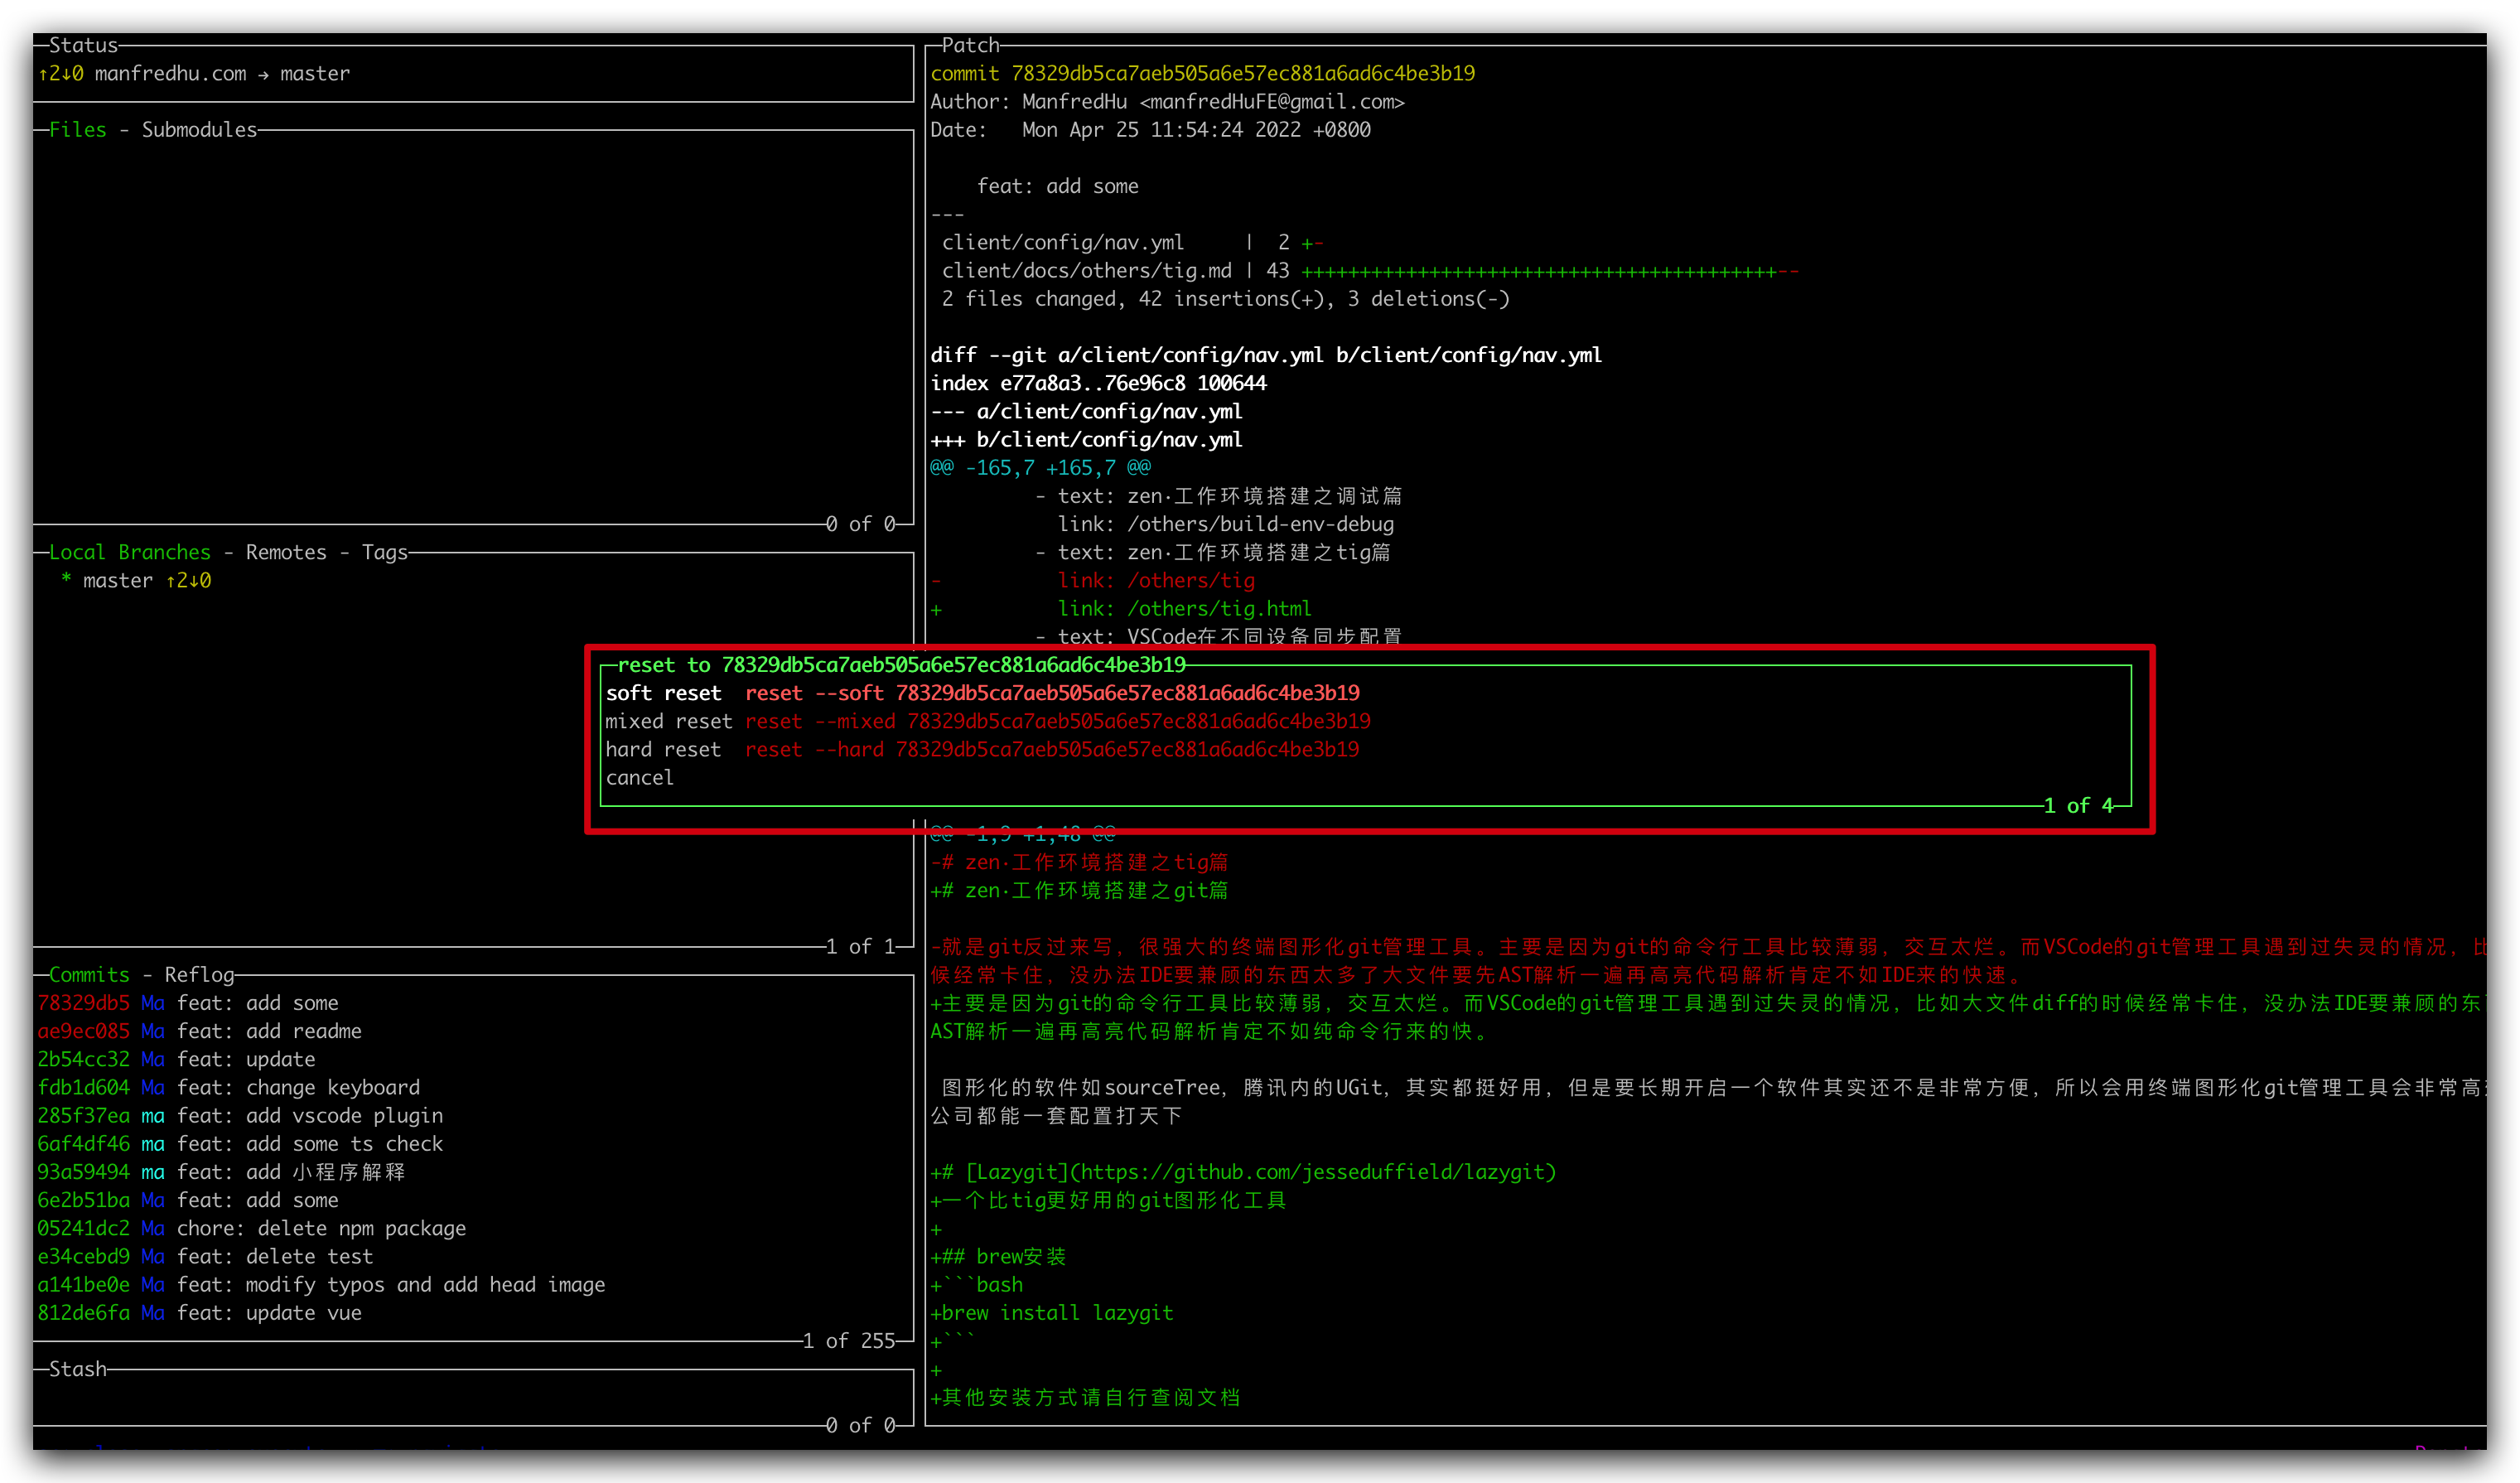 Status
↑2↓0 manfredhu.com → master
Files - Submodules
0 of 0
Local Branches - Remotes - Tags
* master ↑2↓0
1 of 1
Commits - Reflog
78329db5 Ma feat: add some
ae9ec085 Ma feat: add readme
2b54cc32 Ma feat: update
fdb1d604 Ma feat: change keyboard
285f37ea ma feat: add vscode plugin
6af4df46 ma feat: add some ts check
93a59494 ma feat: add 小程序解释
6e2b51ba Ma feat: add some
05241dc2 Ma chore: delete npm package
e34cebd9 Ma feat: delete test
a141be0e Ma feat: modify typos and add head image
812de6fa Ma feat: update vue
1 of 255
Stash
0 of 0
Patch
commit 78329db5ca7aeb505a6e57ec881a6ad6c4be3b19
Author: ManfredHu <manfredHuFE@gmail.com>
Date:   Mon Apr 25 11:54:24 2022 +0800
feat: add some
---
client/config/nav.yml     |  2 +-
client/docs/others/tig.md | 43 +++++++++++++++++++++++++++++++++++++++++--
2 files changed, 42 insertions(+), 3 deletions(-)
diff --git a/client/config/nav.yml b/client/config/nav.yml
index e77a8a3..76e96c8 100644
--- a/client/config/nav.yml
+++ b/client/config/nav.yml
@@ -165,7 +165,7 @@
- text: zen·工作环境搭建之调试篇
link: /others/build-env-debug
- text: zen·工作环境搭建之tig篇
-          link: /others/tig
+          link: /others/tig.html
- text: VSCode在不同设备同步配置
reset to 78329db5ca7aeb505a6e57ec881a6ad6c4be3b19
soft reset  reset --soft 78329db5ca7aeb505a6e57ec881a6ad6c4be3b19
mixed reset reset --mixed 78329db5ca7aeb505a6e57ec881a6ad6c4be3b19
hard reset  reset --hard 78329db5ca7aeb505a6e57ec881a6ad6c4be3b19
cancel
1 of 4
@@ -1,9 +1,48 @@
-# zen·工作环境搭建之tig篇
+# zen·工作环境搭建之git篇
-就是git反过来写，很强大的终端图形化git管理工具。主要是因为git的命令行工具比较薄弱，交互太烂。而VSCode的git管理工具遇到过失灵的情况，比
候经常卡住，没办法IDE要兼顾的东西太多了大文件要先AST解析一遍再高亮代码解析肯定不如IDE来的快速。
+主要是因为git的命令行工具比较薄弱，交互太烂。而VSCode的git管理工具遇到过失灵的情况，比如大文件diff的时候经常卡住，没办法IDE要兼顾的东
AST解析一遍再高亮代码解析肯定不如纯命令行来的快。
图形化的软件如sourceTree，腾讯内的UGit，其实都挺好用，但是要长期开启一个软件其实还不是非常方便，所以会用终端图形化git管理工具会非常高
公司都能一套配置打天下
+# [Lazygit](https://github.com/jesseduffield/lazygit)
+一个比tig更好用的git图形化工具
+
+## brew安装
+```bash
+brew install lazygit
+```
+
+其他安装方式请自行查阅文档